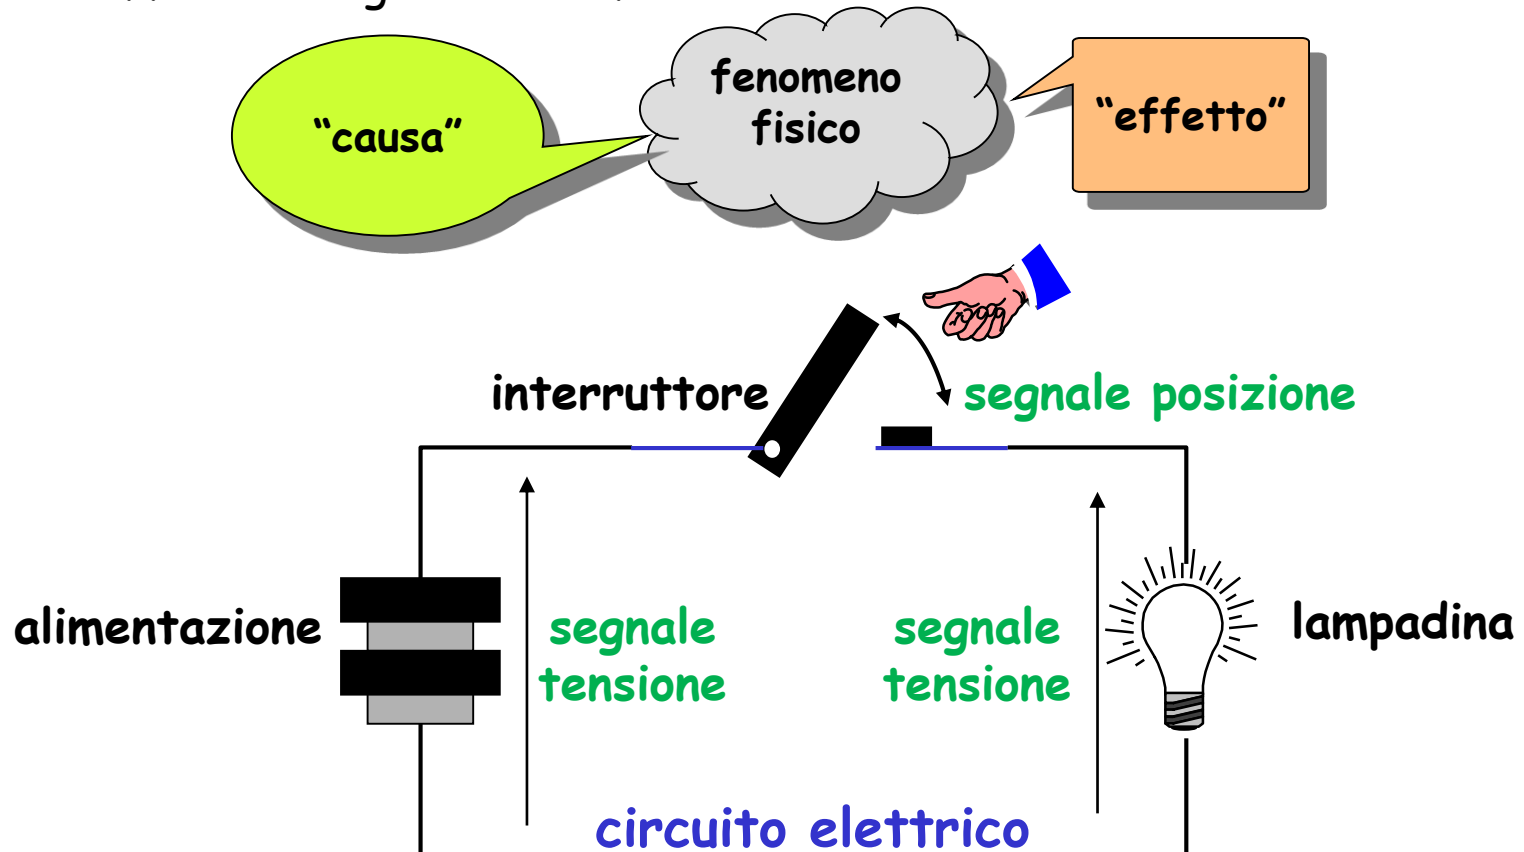 “causa”
fenomeno
fisico
“effetto”
interruttore
segnale posizione
alimentazione
segnale
tensione
segnale
tensione
lampadina
circuito elettrico